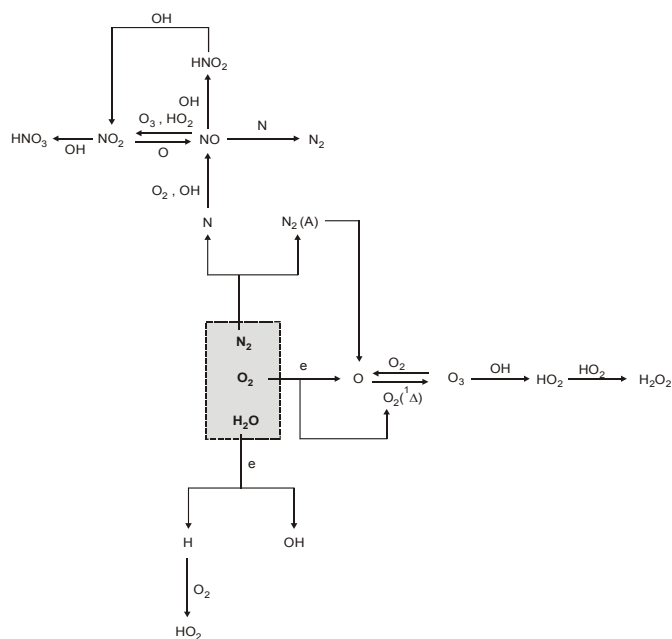 OH
HNO₂
OH
O₃ , HO₂
N
HNO₃ NO₂ NO N₂
OH
O
O₂ , OH
N N₂(A)
N₂
O₂
H₂O
e
O
O₂
O₂(¹Δ)
O₃
OH
HO₂
HO₂
H₂O₂
e
H OH
O₂
HO₂